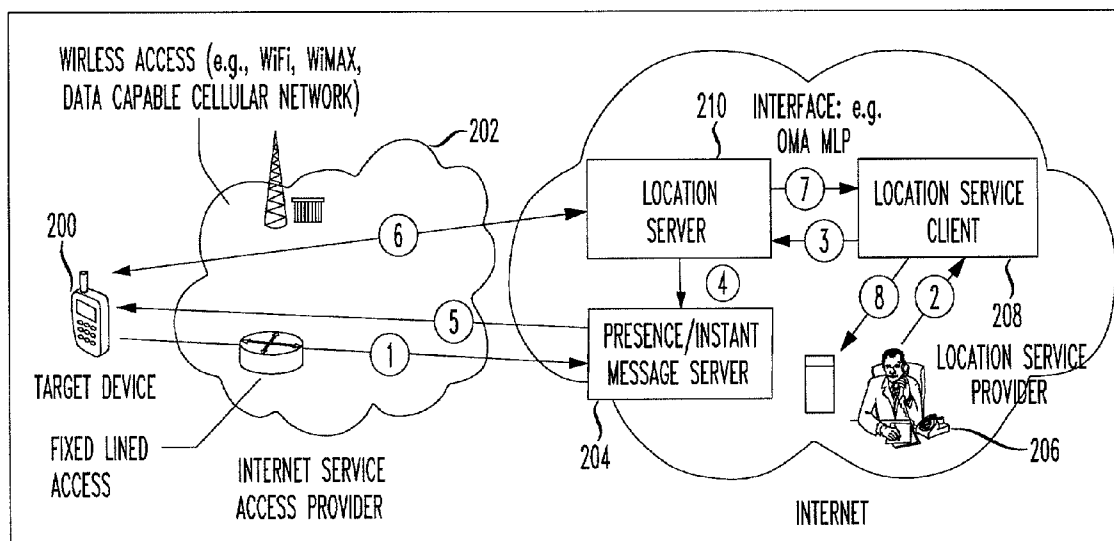 WIRLESS ACCESS (e.g., WiFi, WiMAX,
DATA CAPABLE CELLULAR NETWORK)
202
200
TARGET DEVICE
FIXED LINED
ACCESS
INTERNET SERVICE
ACCESS PROVIDER
6
5
1
210
INTERFACE: e.g.
OMA MLP
LOCATION
SERVER
7
3
LOCATION SERVICE
CLIENT
4
8
2
208
PRESENCE/INSTANT
MESSAGE SERVER
204
LOCATION SERVICE
PROVIDER
206
INTERNET